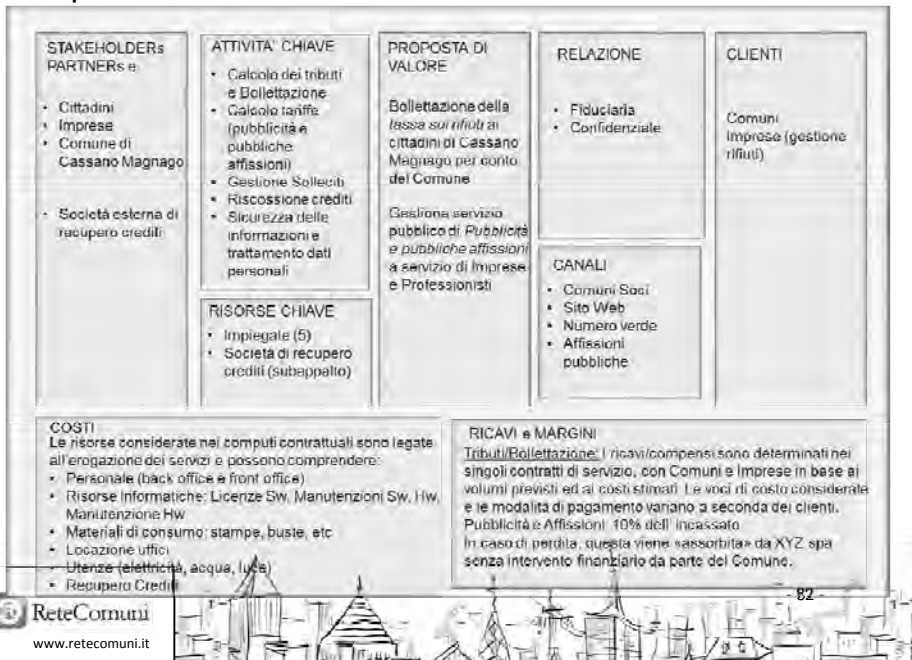 STAKEHOLDERs
PARTNERs e
• Cittadini
• Imprese
• Comune di
Cassano Magnago
• Società esterna di
recupero crediti
ATTIVITA' CHIAVE
• Calcolo dei tributi
e Bollettazione
• Calcolo tariffe
(pubblicità e
pubbliche
affissioni)
• Gestione Solleciti
• Riscossione crediti
• Sicurezza delle
informazioni e
trattamento dati
personali
RISORSE CHIAVE
• Impiegate (5)
• Società di recupero
crediti (subappalto)
PROPOSTA DI
VALORE
Bollettazione della
tassa sui rifiuti ai
cittadini di Cassano
Magnago per conto
del Comune
Gestione servizio
pubblico di Pubblicità
e pubbliche affissioni
a servizio di Imprese
e Professionisti
RELAZIONE
• Fiduciaria
• Confidenziale
CANALI
• Comuni Soci
• Sito Web
• Numero verde
• Affissioni
pubbliche
CLIENTI
Comuni
Imprese (gestione
rifiuti)
COSTI
Le risorse considerate nei computi contrattuali sono legate
all'erogazione dei servizi e possono comprendere:
• Personale (back office e front office)
• Risorse Informatiche: Licenze Sw, Manutenzioni Sw, Hw,
Manutenzione Hw
• Materiali di consumo: stampe, buste, etc
• Locazione uffici
• Utenze (elettricità, acqua, luce)
• Recupero Crediti
RICAVI e MARGINI
Tributi/Bollettazione: I ricavi/compensi sono determinati nei
singoli contratti di servizio, con Comuni e Imprese in base ai
volumi previsti ed ai costi stimati. Le voci di costo considerate
e le modalità di pagamento variano a seconda dei clienti.
Pubblicità e Affissioni: 10% dell' incassato
In caso di perdita, questa viene «assorbita» da XYZ spa
senza intervento finanziario da parte del Comune.
- 82 -
ReteComuni
www.retecomuni.it